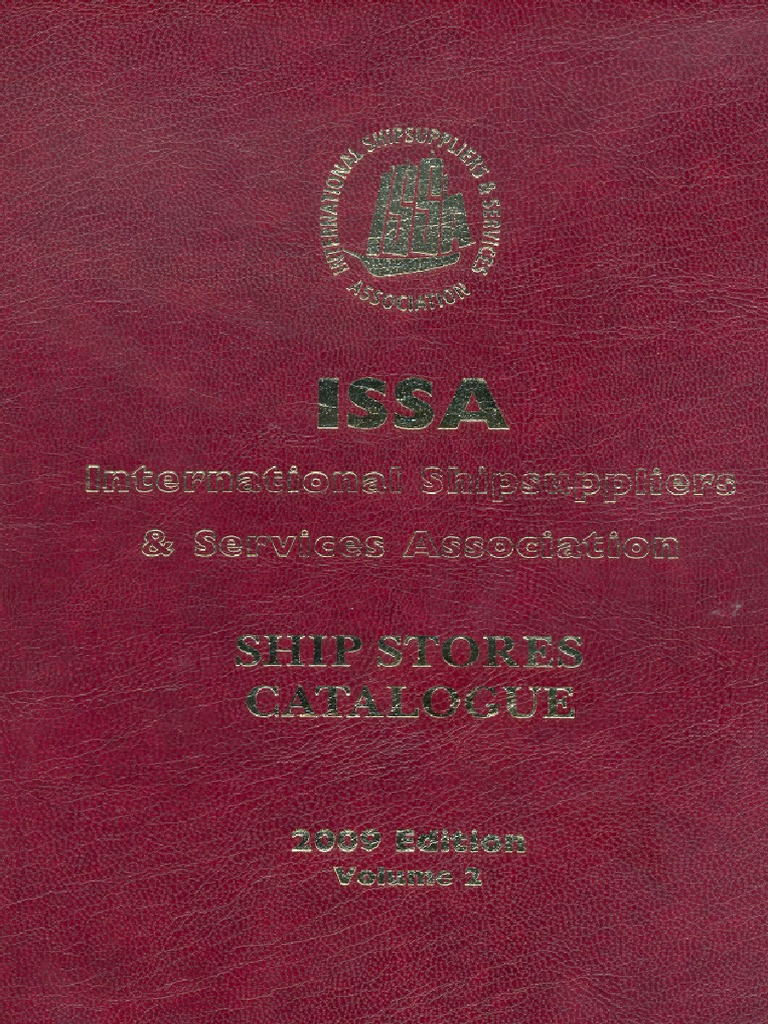 INTERNATIONAL SHIPSUPPLIERS & SERVICES
ASSOCIATION
ISSA
ISSA
International Shipsuppliers
& Services Association
SHIP STORES
CATALOGUE
2009 Edition
Volume 2